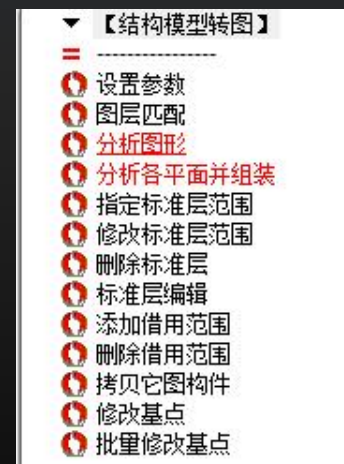 【结构模型转图】
= ----------------
设置参数
图层匹配
分析图形
分析各平面并组装
指定标准层范围
修改标准层范围
删除标准层
标准层编辑
添加借用范围
删除借用范围
拷贝它图构件
修改基点
批量修改基点